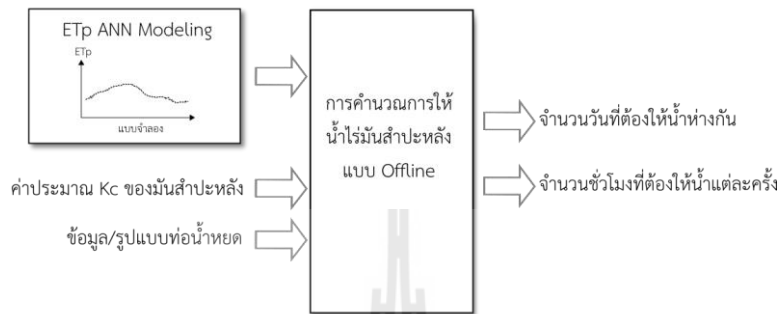 ETp ANN Modeling
ETp
แบบจำลอง
ค่าประมาณ Kc ของมันสำปะหลัง
ข้อมูล/รูปแบบท่อน้ำหยด
การคำนวณการให้
น้ำไร่มันสำปะหลัง
แบบ Offline
จำนวนวันที่ต้องให้น้ำห่างกัน
จำนวนชั่วโมงที่ต้องให้น้ำแต่ละครั้ง